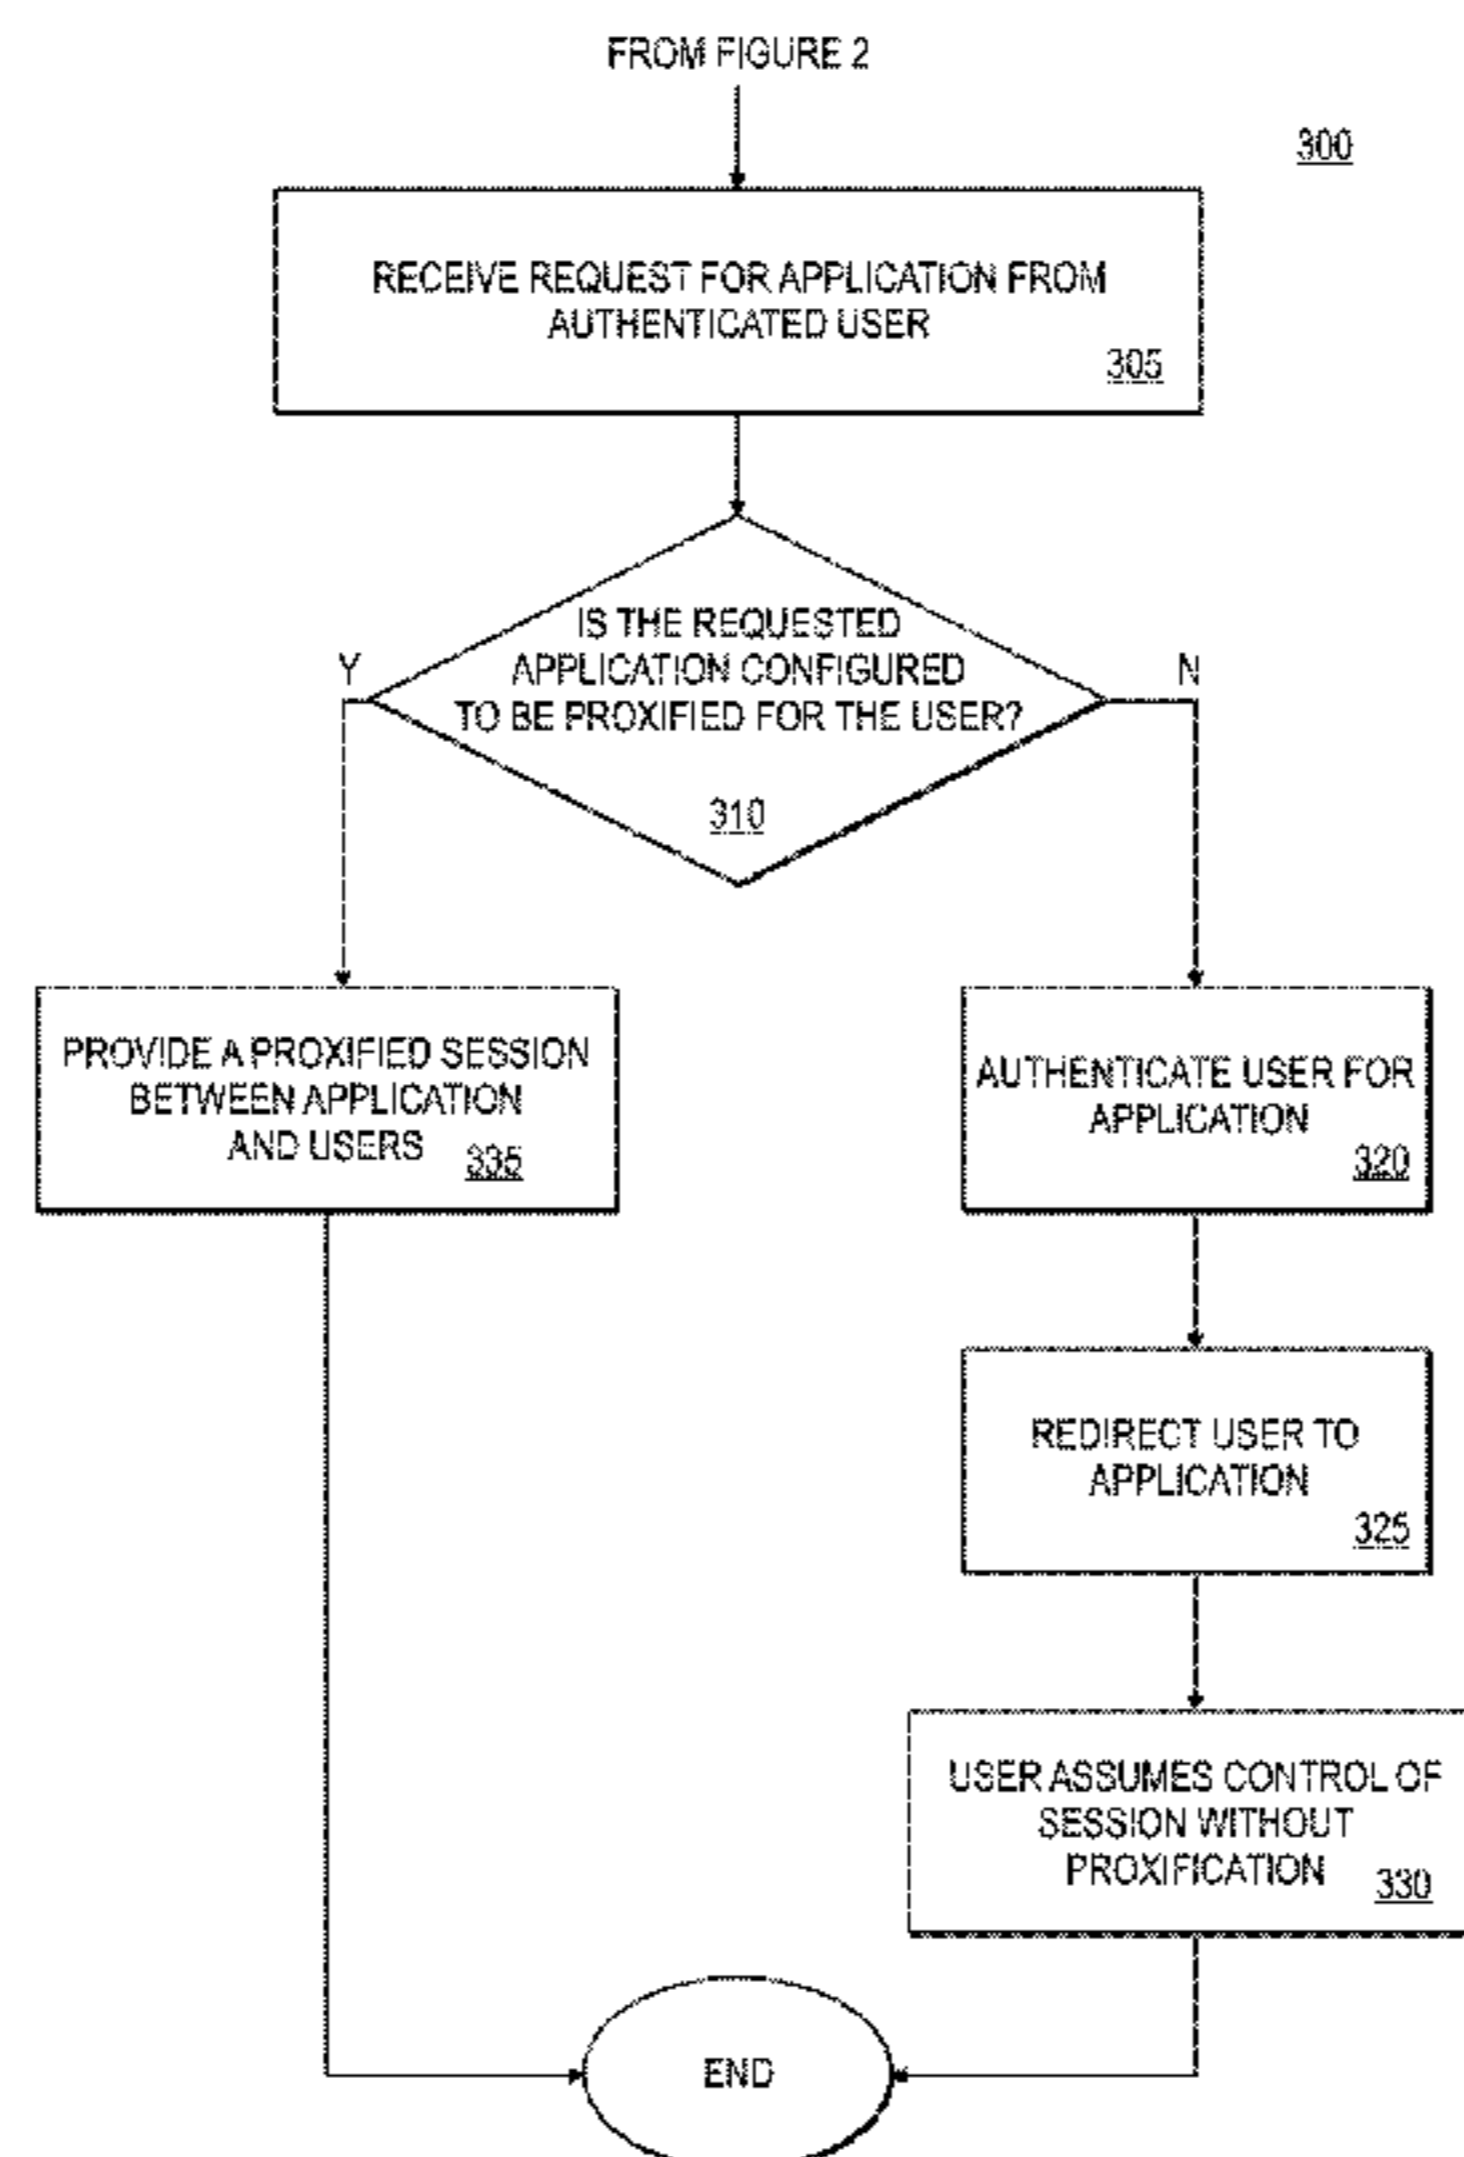 FROM FIGURE 2
300
RECEIVE REQUEST FOR APPLICATION FROM
AUTHENTICATED USER
305
IS THE REQUESTED
APPLICATION CONFIGURED
TO BE PROXIFIED FOR THE USER?
310
Y
N
PROVIDE A PROXIFIED SESSION
BETWEEN APPLICATION
AND USERS
335
AUTHENTICATE USER FOR
APPLICATION
320
REDIRECT USER TO
APPLICATION
325
USER ASSUMES CONTROL OF
SESSION WITHOUT
PROXIFICATION
330
END